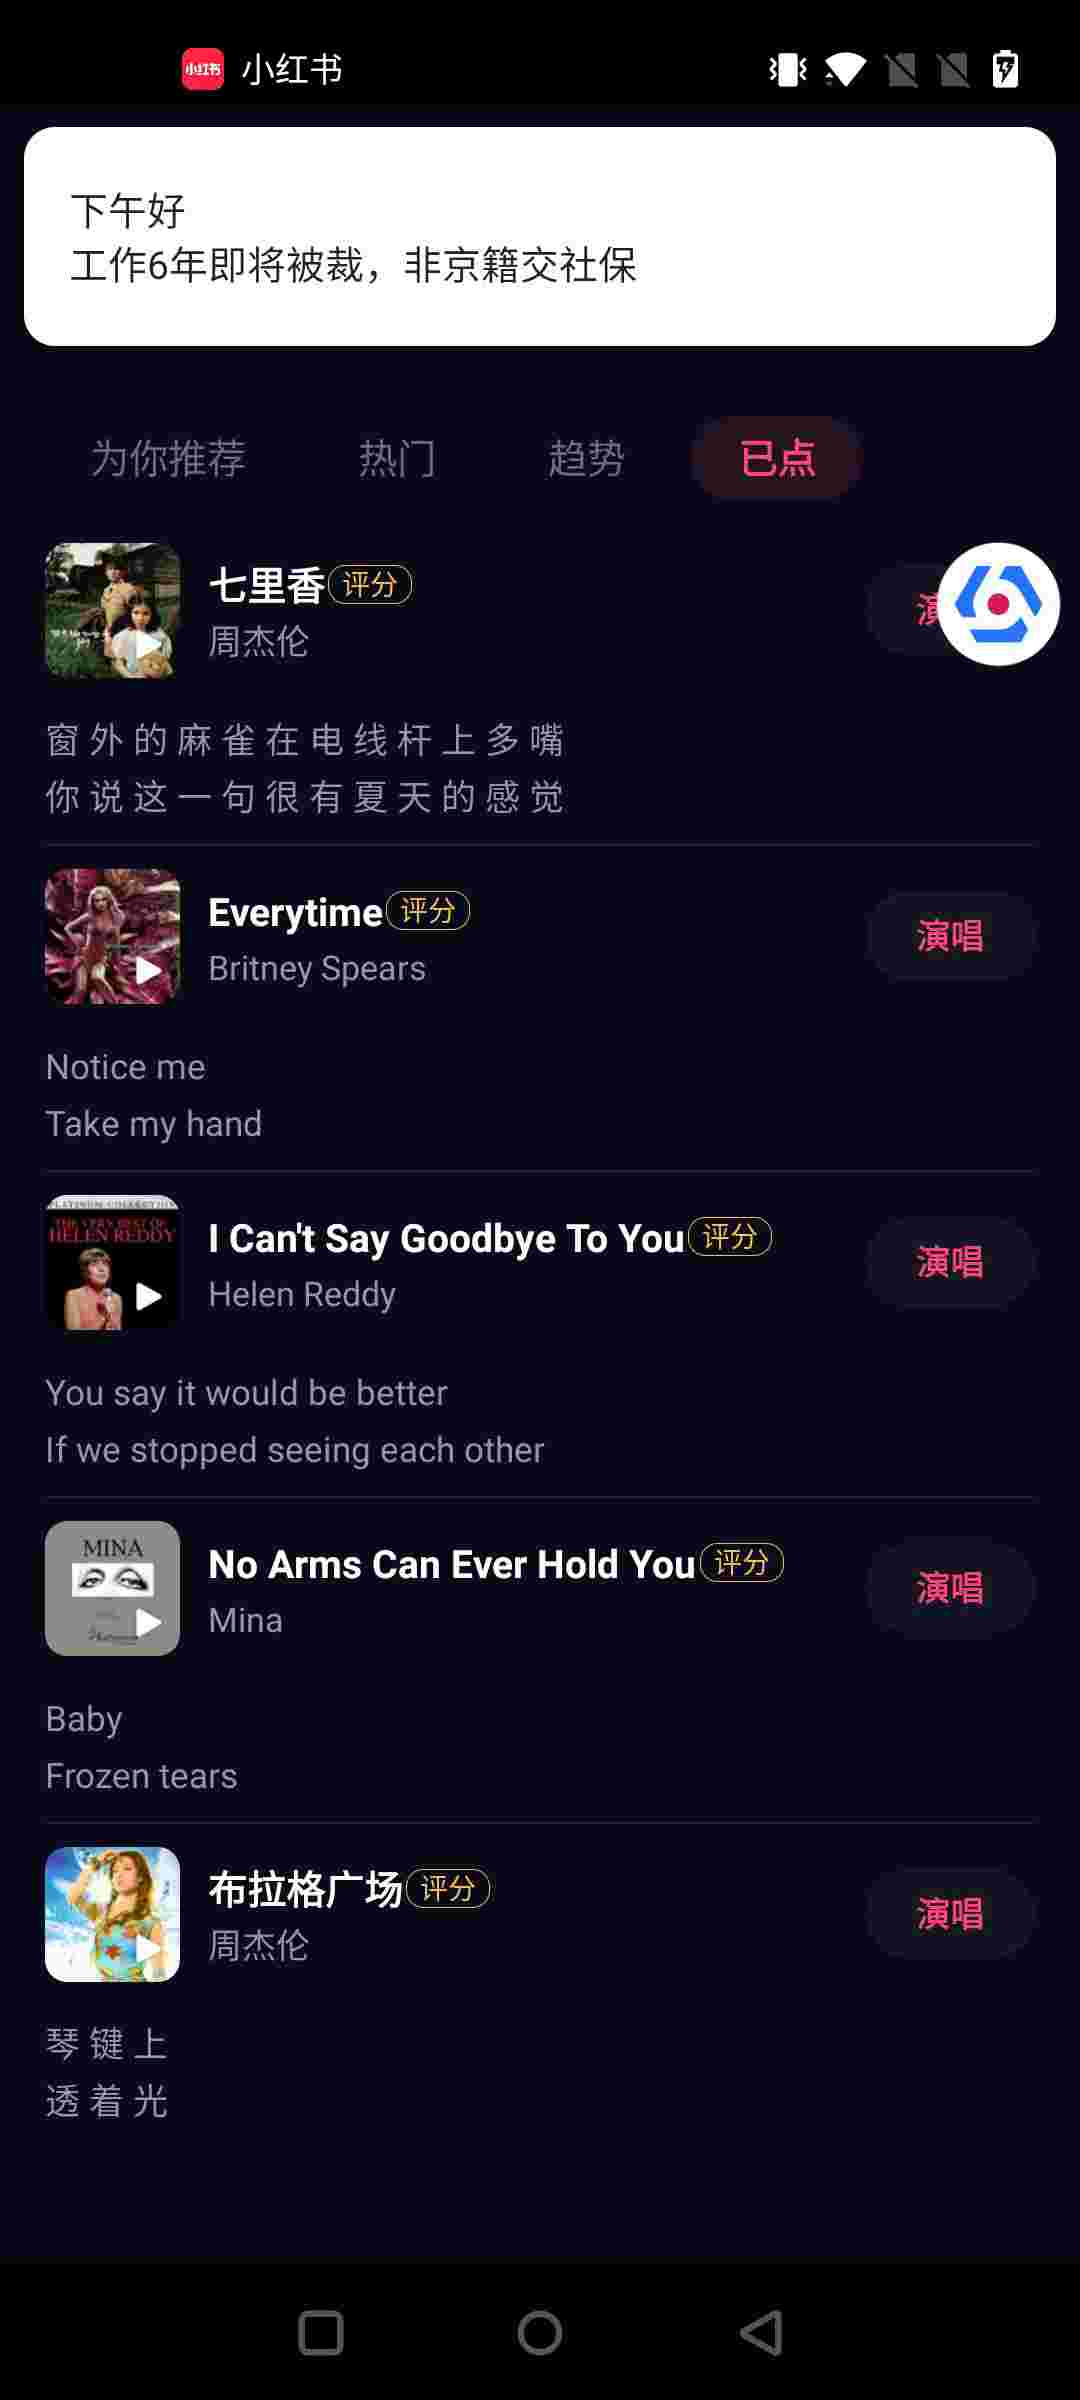 小红书
小红书
下午好
工作6年即将被裁，非京籍交社保
为你推荐 热门 趋势 已点
七里香 评分
周杰伦
演
窗外的麻雀在电线杆上多嘴
你说这一句很有夏天的感觉
Everytime 评分
Britney Spears
演唱
Notice me
Take my hand
THE VERY BEST OF
HELEN REDDY
I Can't Say Goodbye To You 评分
Helen Reddy
演唱
You say it would be better
If we stopped seeing each other
MINA
No Arms Can Ever Hold You 评分
Mina
演唱
Baby
Frozen tears
布拉格广场 评分
周杰伦
演唱
琴键上
透着光